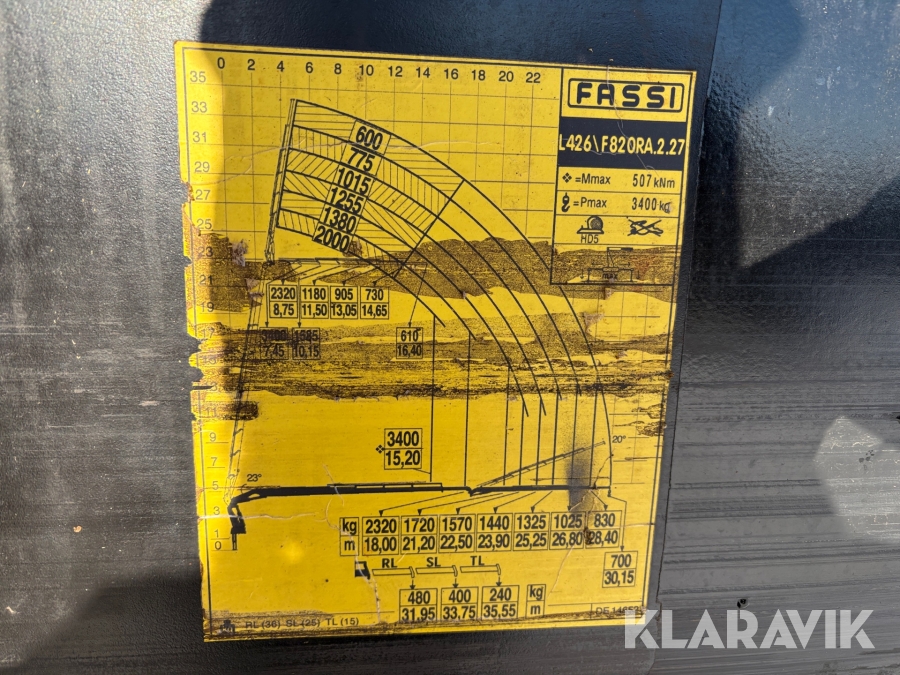 0 2 4 6 8 10 12 14 16 18 20 22
35
33
31
29
27
25
23
21
19
17
15
11
9
7
5
3
1
0
FASSI
L426\F820RA.2.27
=Mmax 507 kNm
=Pmax 3400 kg
HD5
max
600
775
1015
1255
1380
2000
2320 1180 905 730
8,75 11,50 13,05 14,65
610
7,45 10,15 16,40
3400
15,20
23°
20°
kg 2320 1720 1570 1440 1325 1025 830
m 18,00 21,20 22,50 23,90 25,25 26,80 28,40
700
30,15
RL SL TL
480 400 240 kg
31,95 33,75 35,55 m
RL (36) SL (25) TL (15)
KLARAVIK